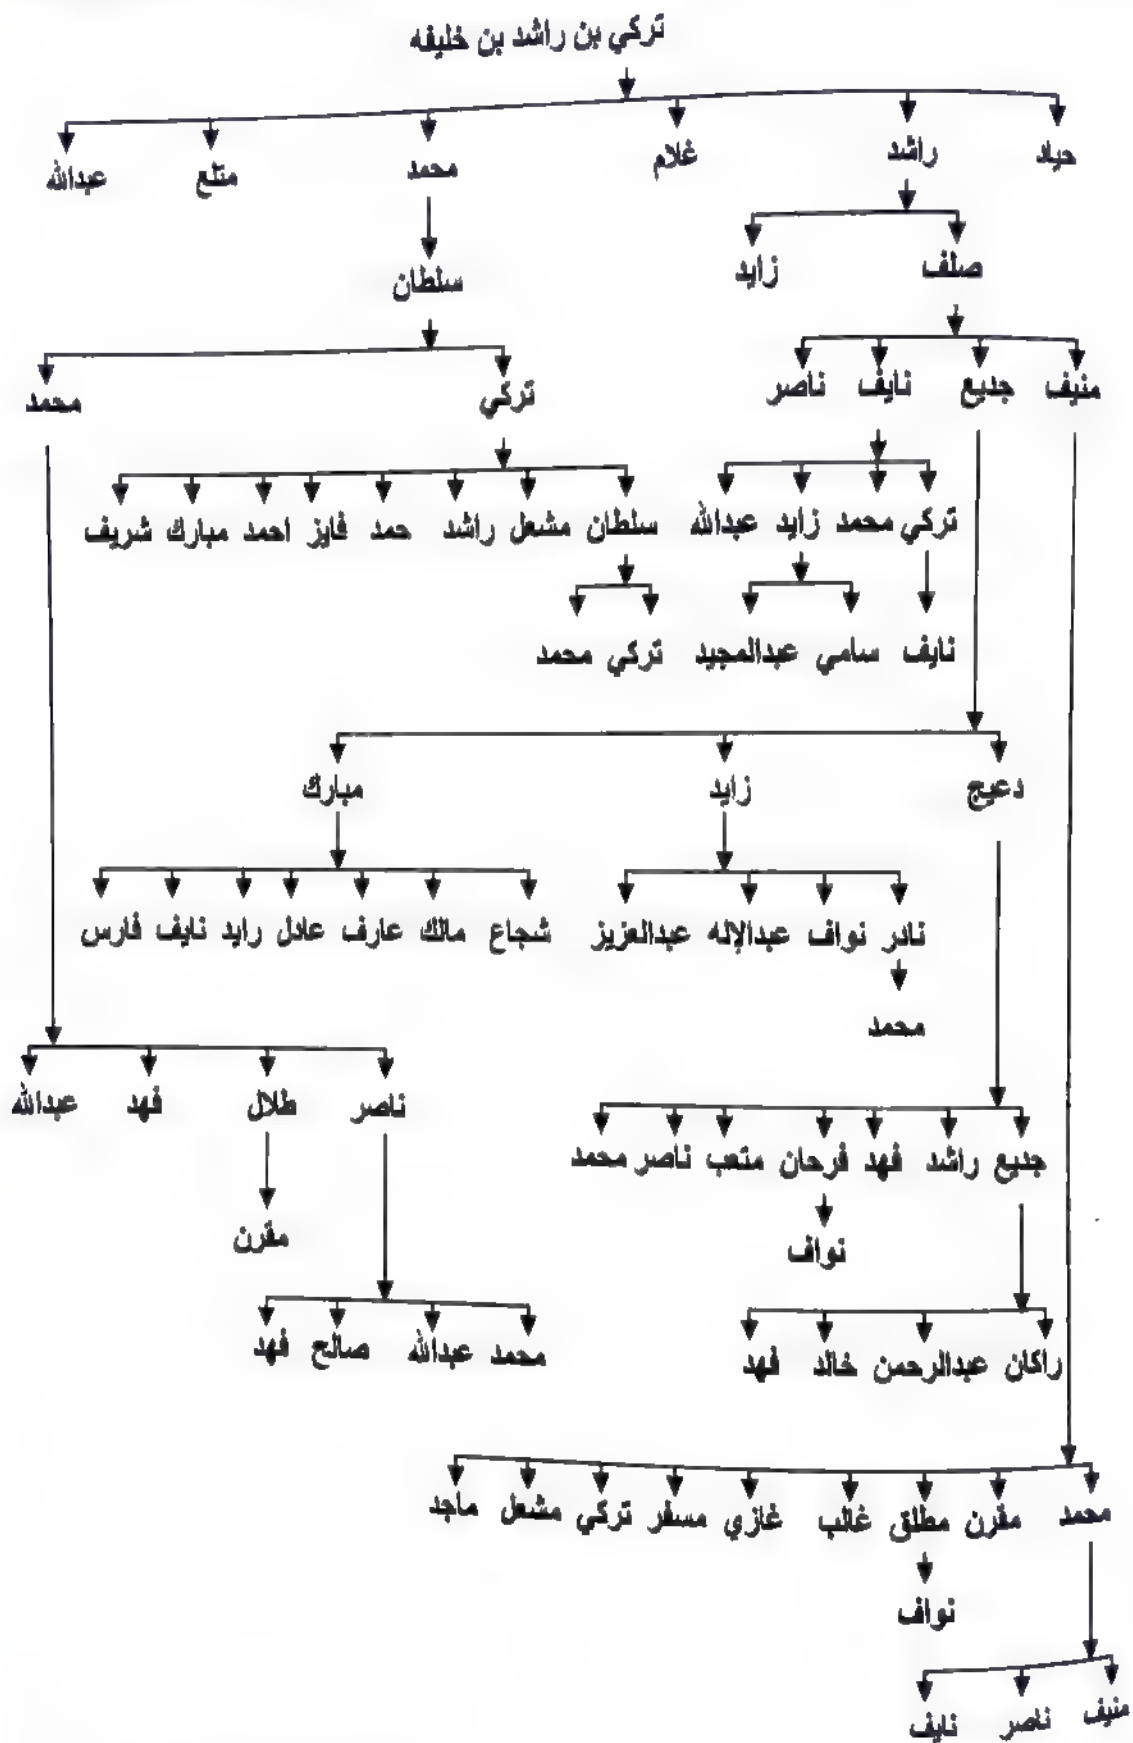 تركي بن راشد بن خليفه
حياد راشد غلام محمد متلع عبدالله
صلف زايد
سلطان
منيف جديع نايف ناصر
تركي محمد
تركي محمد زايد عبدالله
سلطان مشعل راشد حمد فايز احمد مبارك شريف
نايف سامي عبدالمجيد تركي محمد
دعيج زايد مبارك
نادر نواف عبدالإله عبدالعزيز
شجاع مالك عارف عادل رايد نايف فارس
محمد
ناصر طلال فهد عبدالله
جديع راشد فهد فرحان متعب ناصر محمد
مقرن
نواف
محمد عبدالله صالح فهد
راكان عبدالرحمن خالد فهد
محمد مقرن مطلق غالب غازي مسفر تركي مشعل ماجد
نواف
منيف ناصر نايف